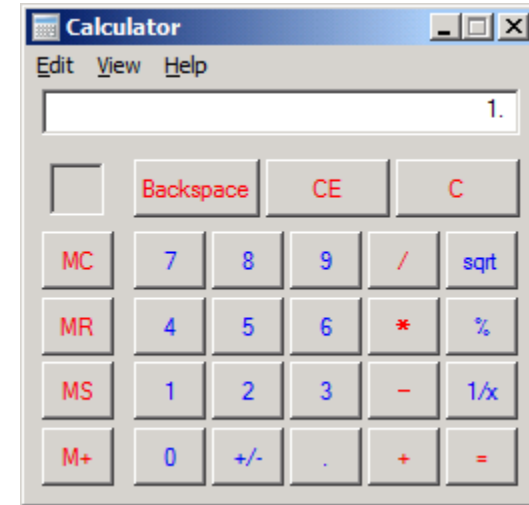 Calculator
Edit View Help
1.
Backspace CE C
MC 7 8 9 / sqrt
MR 4 5 6 * %
MS 1 2 3 - 1/x
M+ 0 +/- . + =